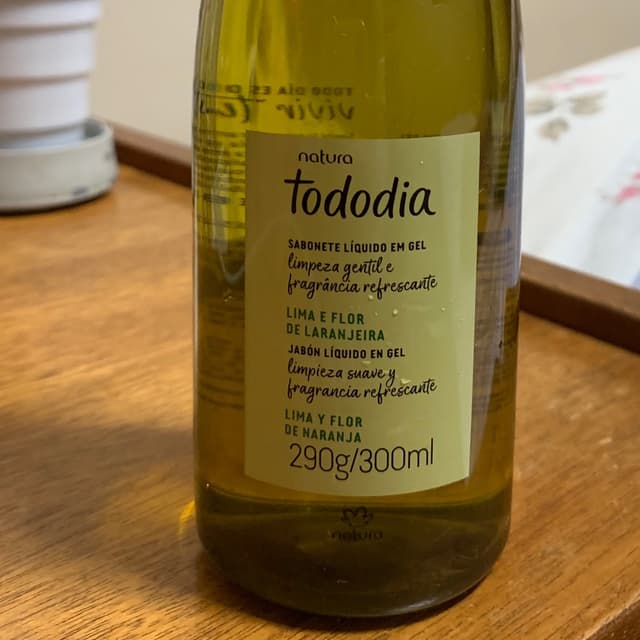 natura
tododia
SABONETE LÍQUIDO EM GEL
limpeza gentil e
fragrância refrescante
LIMA E FLOR
DE LARANJEIRA
JABÓN LÍQUIDO EN GEL
limpieza suave y
fragrancia refrescante
LIMA Y FLOR
DE NARANJA
290g/300ml
natura